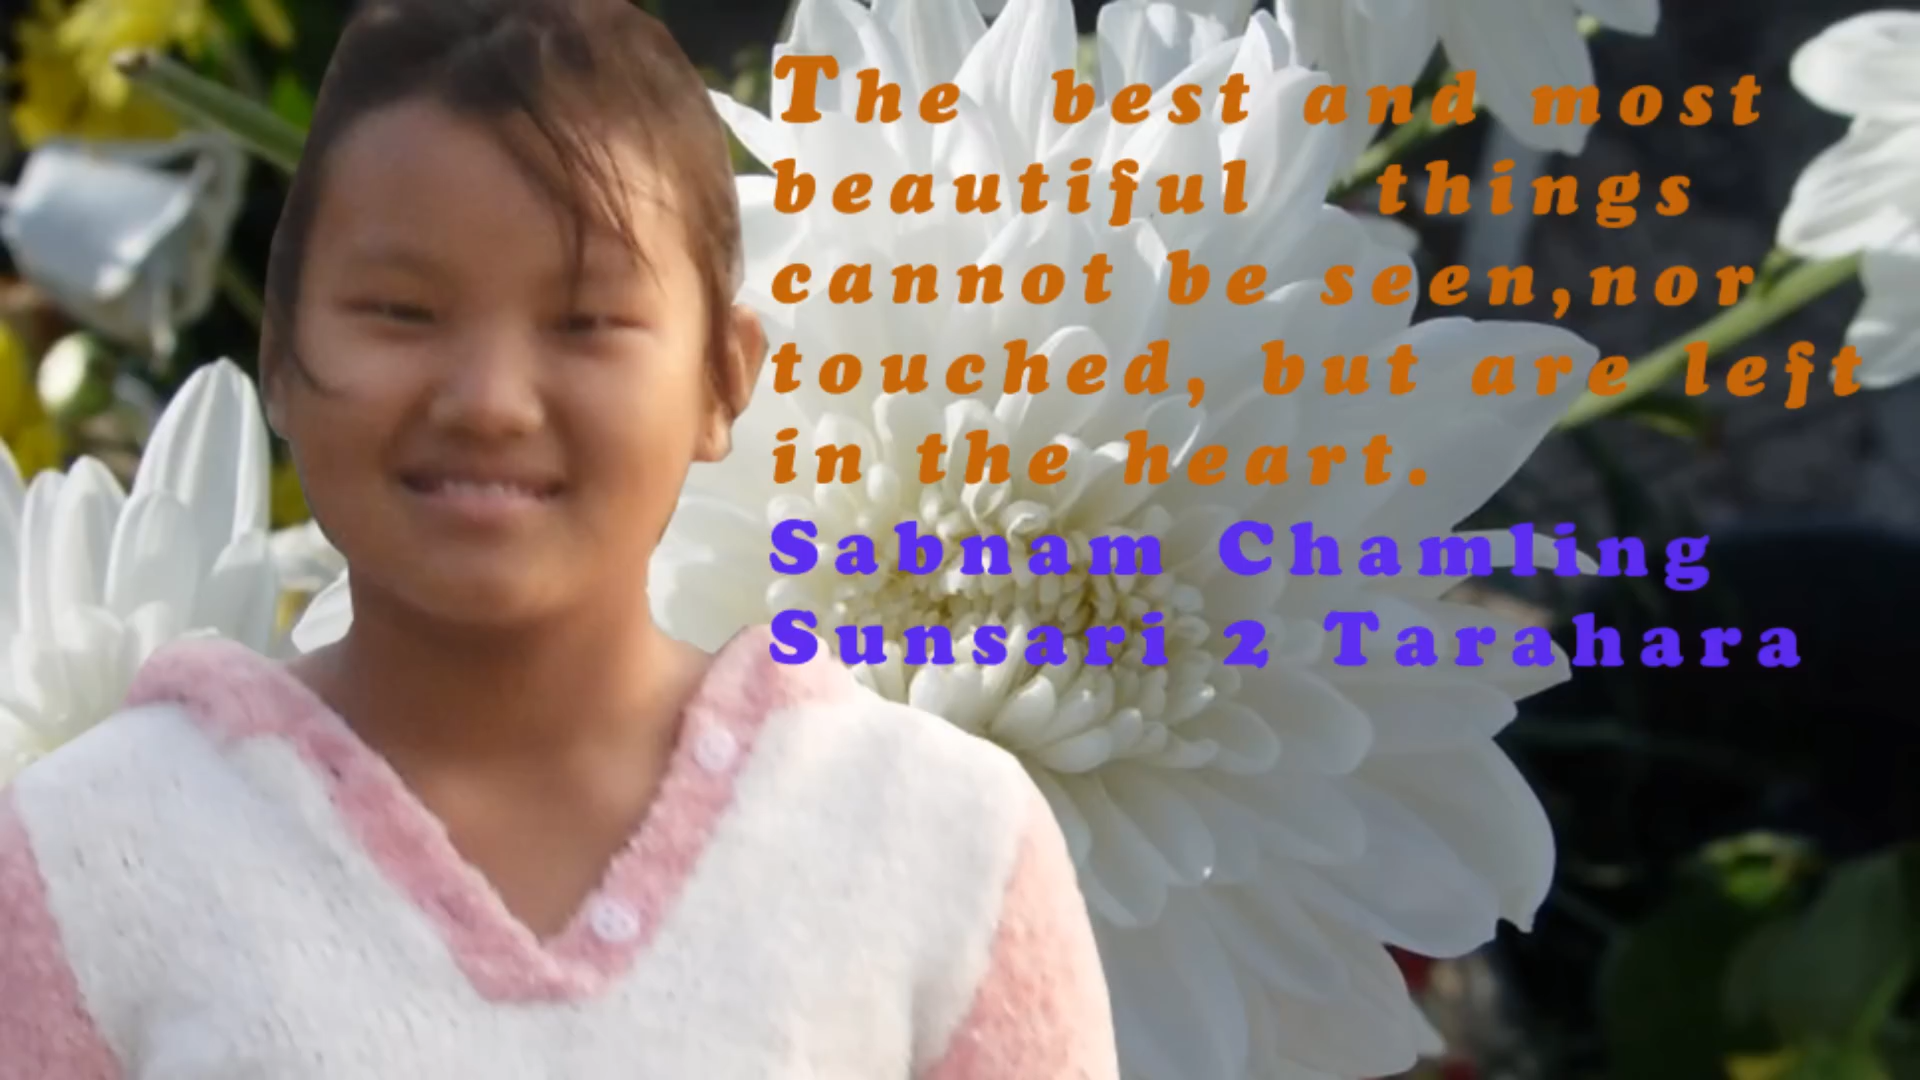 The best and most
beautiful things
cannot be seen,nor
touched, but are left
in the heart.
Sabnam Chamling
Sunsari 2 Tarahara